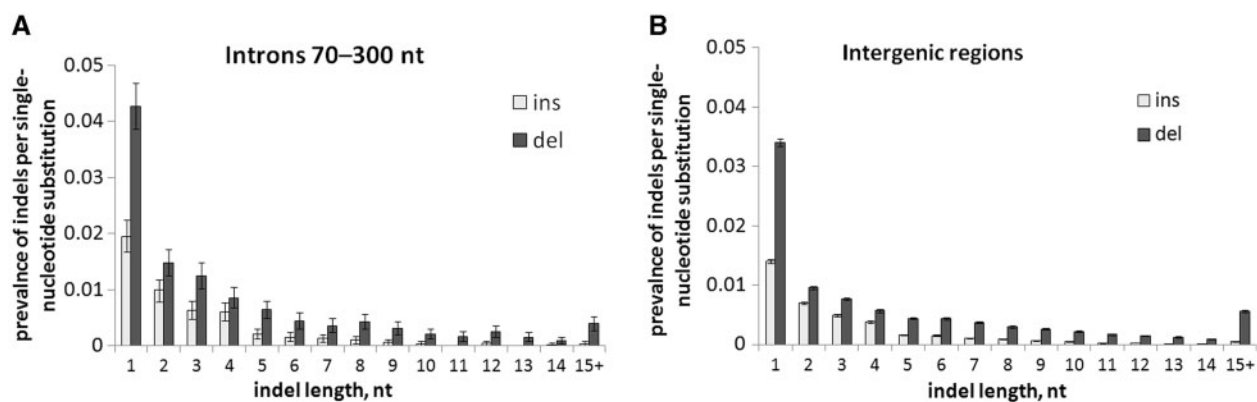 A
Introns 70–300 nt
prevalnce of indels per single-
nucleotide substitution
0.05
0.04
0.03
0.02
0.01
0
ins
del
1 2 3 4 5 6 7 8 9 10 11 12 13 14 15+
indel length, nt
B
Intergenic regions
prevalnce of indels per single-
nucleotide substitution
0.05
0.04
0.03
0.02
0.01
0
ins
del
1 2 3 4 5 6 7 8 9 10 11 12 13 14 15+
indel length, nt